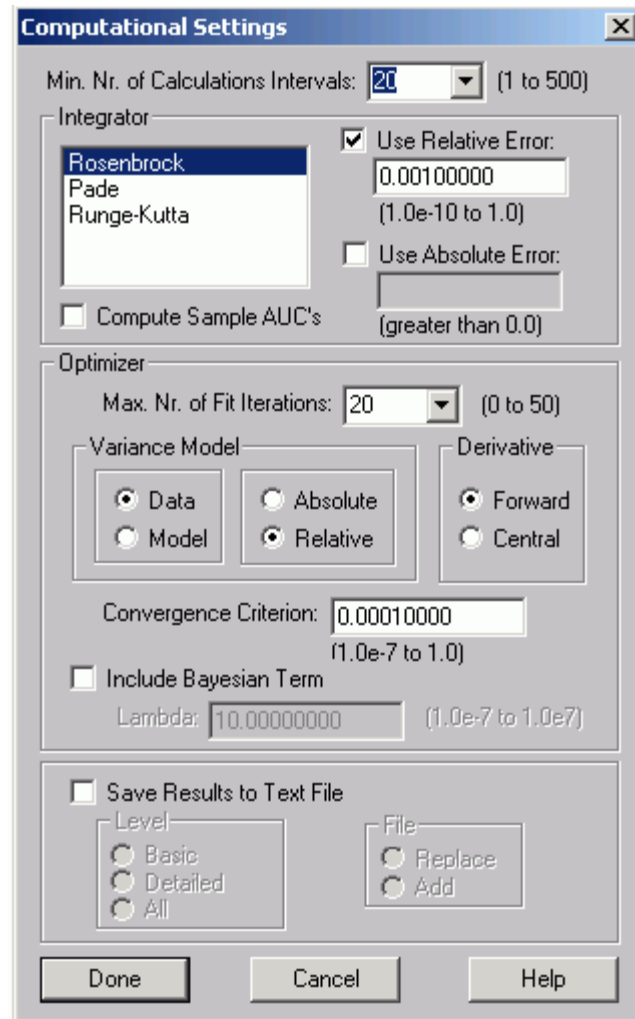 Computational Settings
Min. Nr. of Calculations Intervals: 20 (1 to 500)
Integrator
Rosenbrock
Pade
Runge-Kutta
Use Relative Error:
0.00100000
(1.0e-10 to 1.0)
Use Absolute Error:
(greater than 0.0)
Compute Sample AUC's
Optimizer
Max. Nr. of Fit Iterations: 20 (0 to 50)
Variance Model
Data
Model
Absolute
Relative
Derivative
Forward
Central
Convergence Criterion: 0.00010000
(1.0e-7 to 1.0)
Include Bayesian Term
Lambda: 10.00000000 (1.0e-7 to 1.0e7)
Save Results to Text File
Level
Basic
Detailed
All
File
Replace
Add
Done Cancel Help